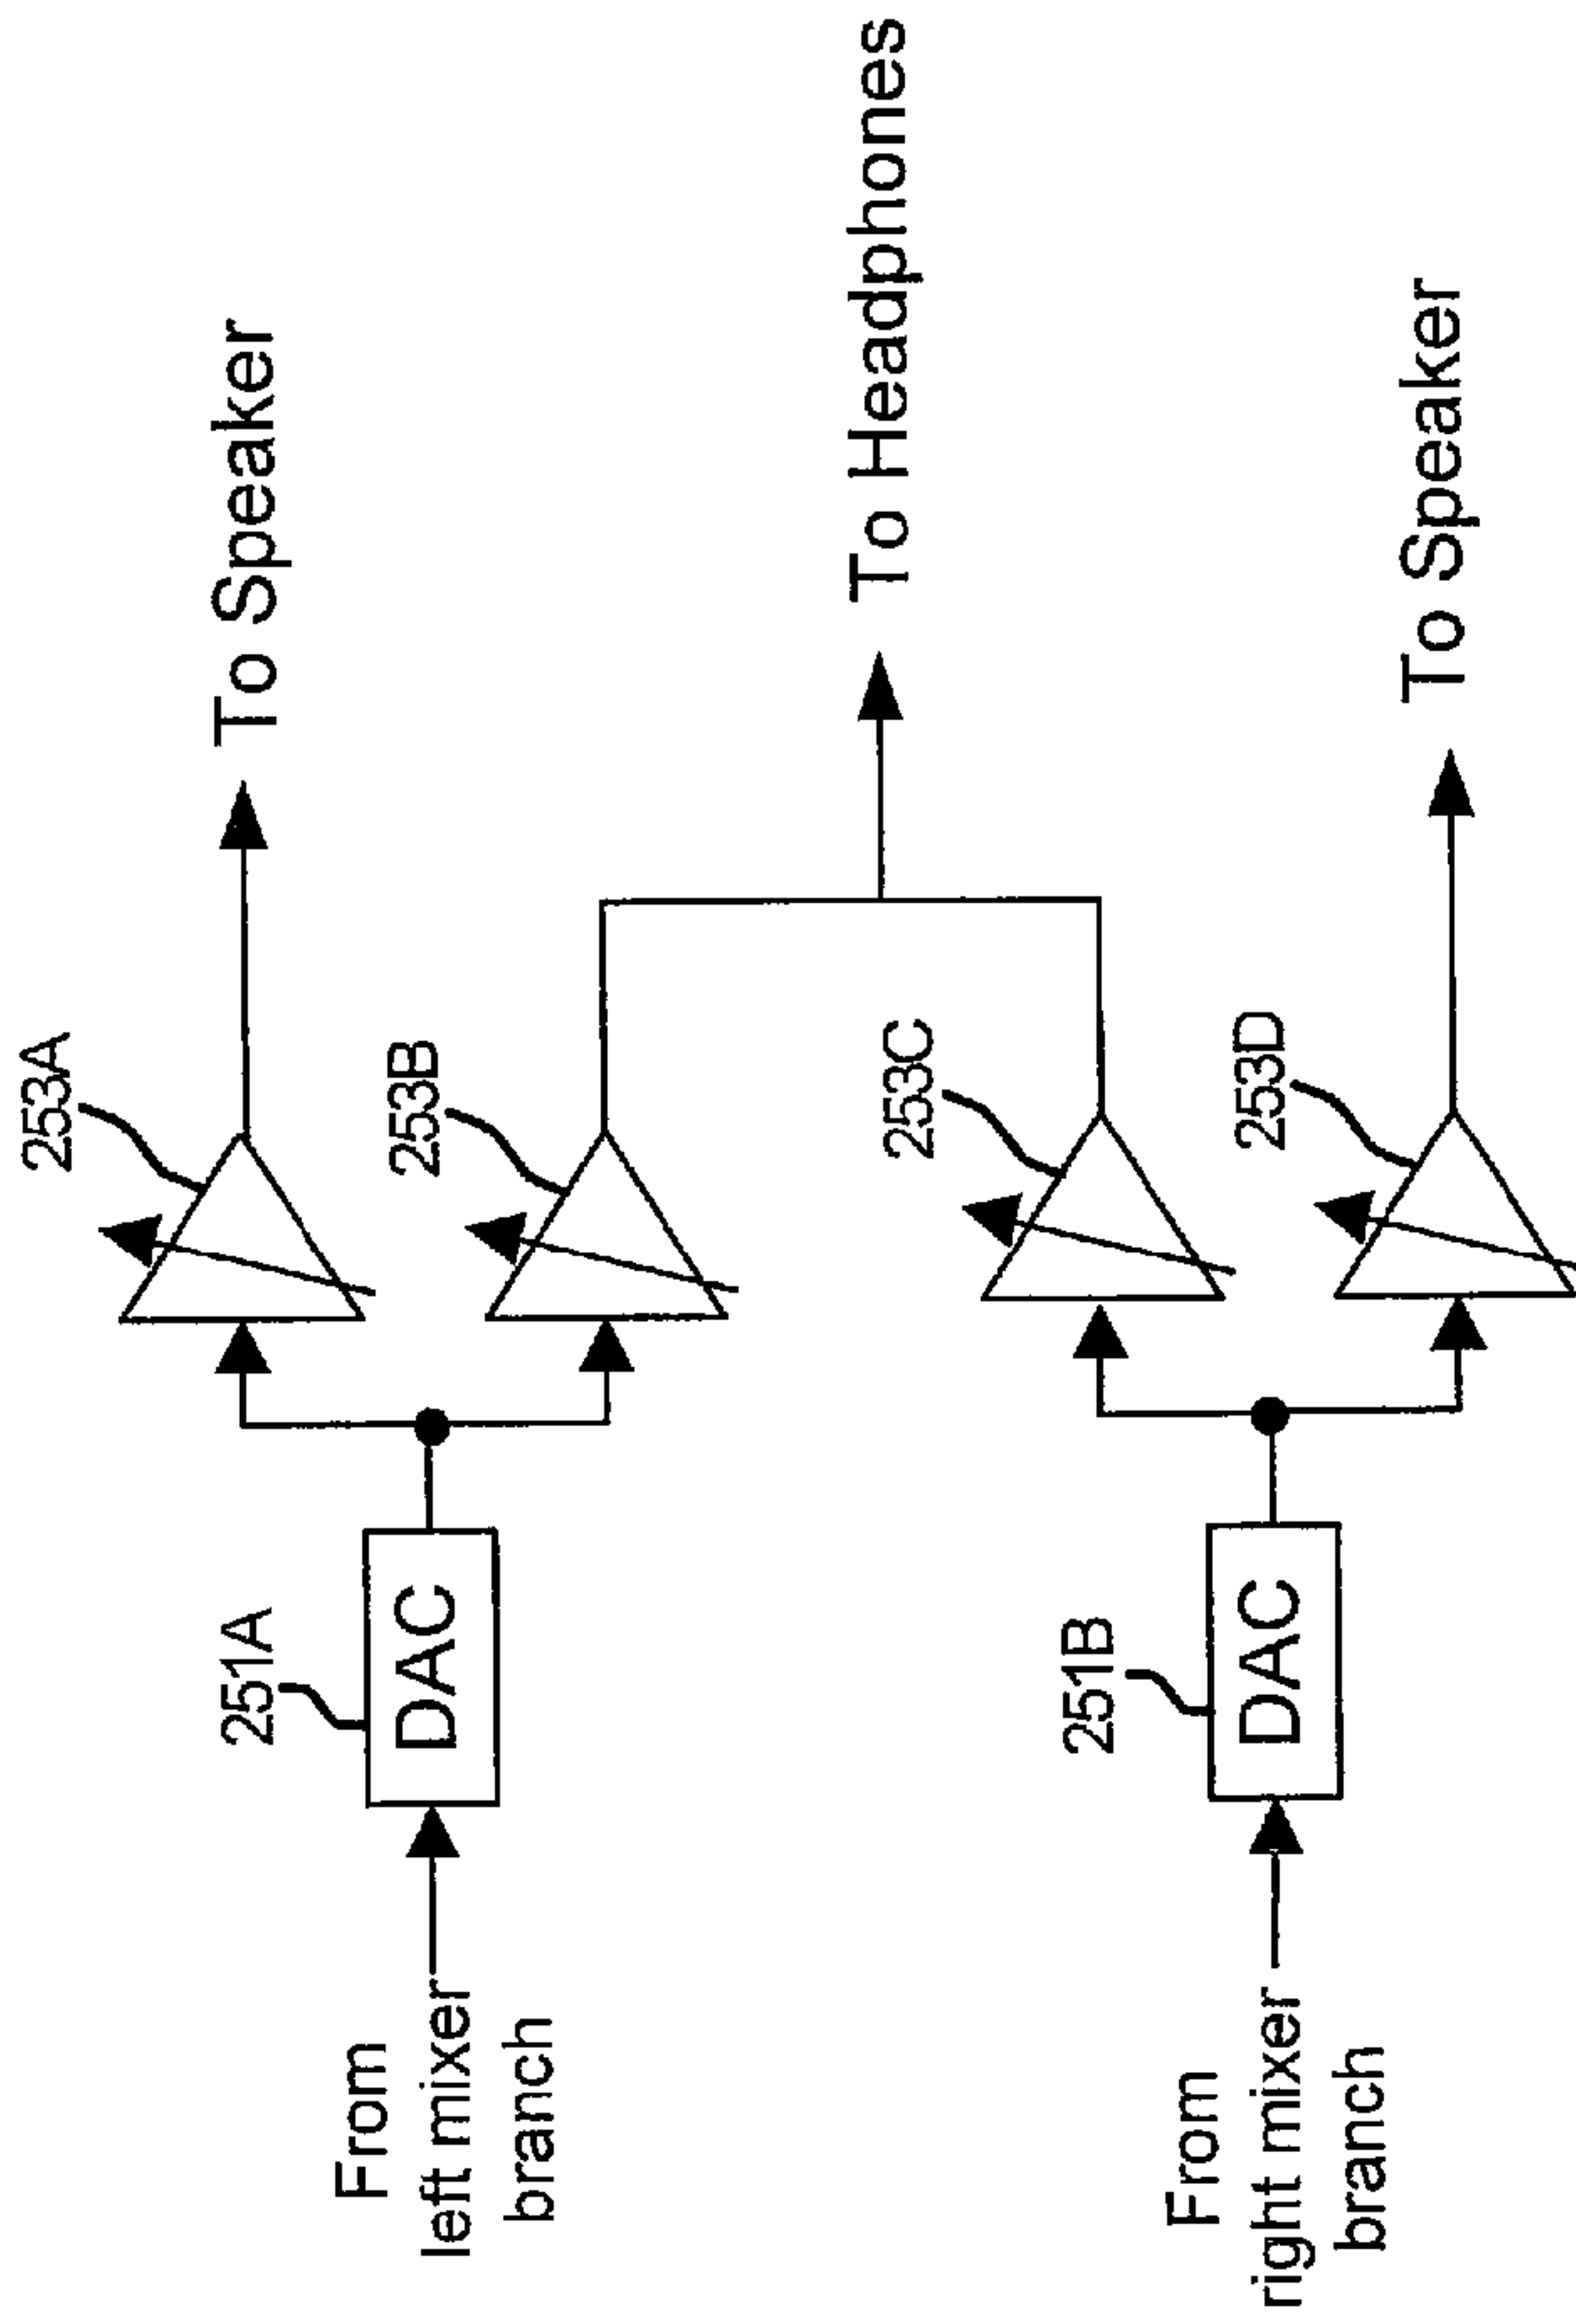 253A
To Speaker
251A
From
left mixer
branch
DAC
253B
To Headphones
253C
251B
From
right mixer
branch
DAC
253D
To Speaker